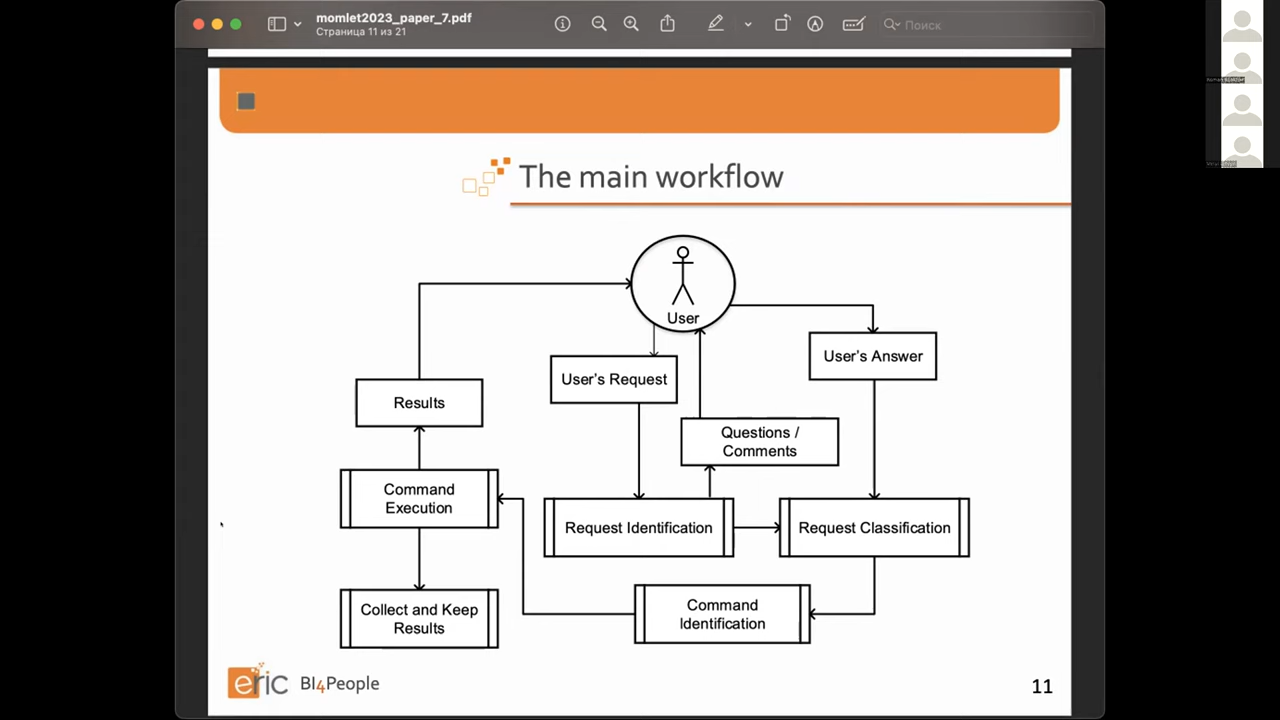 momlet2023_paper_7.pdf
Страница 11 из 21
Поиск
The main workflow
User
User's Answer
User's Request
Results
Questions /
Comments
Command
Execution
Request Identification
Request Classification
Collect and Keep
Results
Command
Identification
eric
BI4People
11